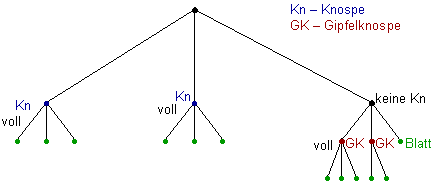 Kn – Knospe
GK – Gipfelknospe
Kn
voll
Kn
voll
keine Kn
voll
GK
GK
Blatt